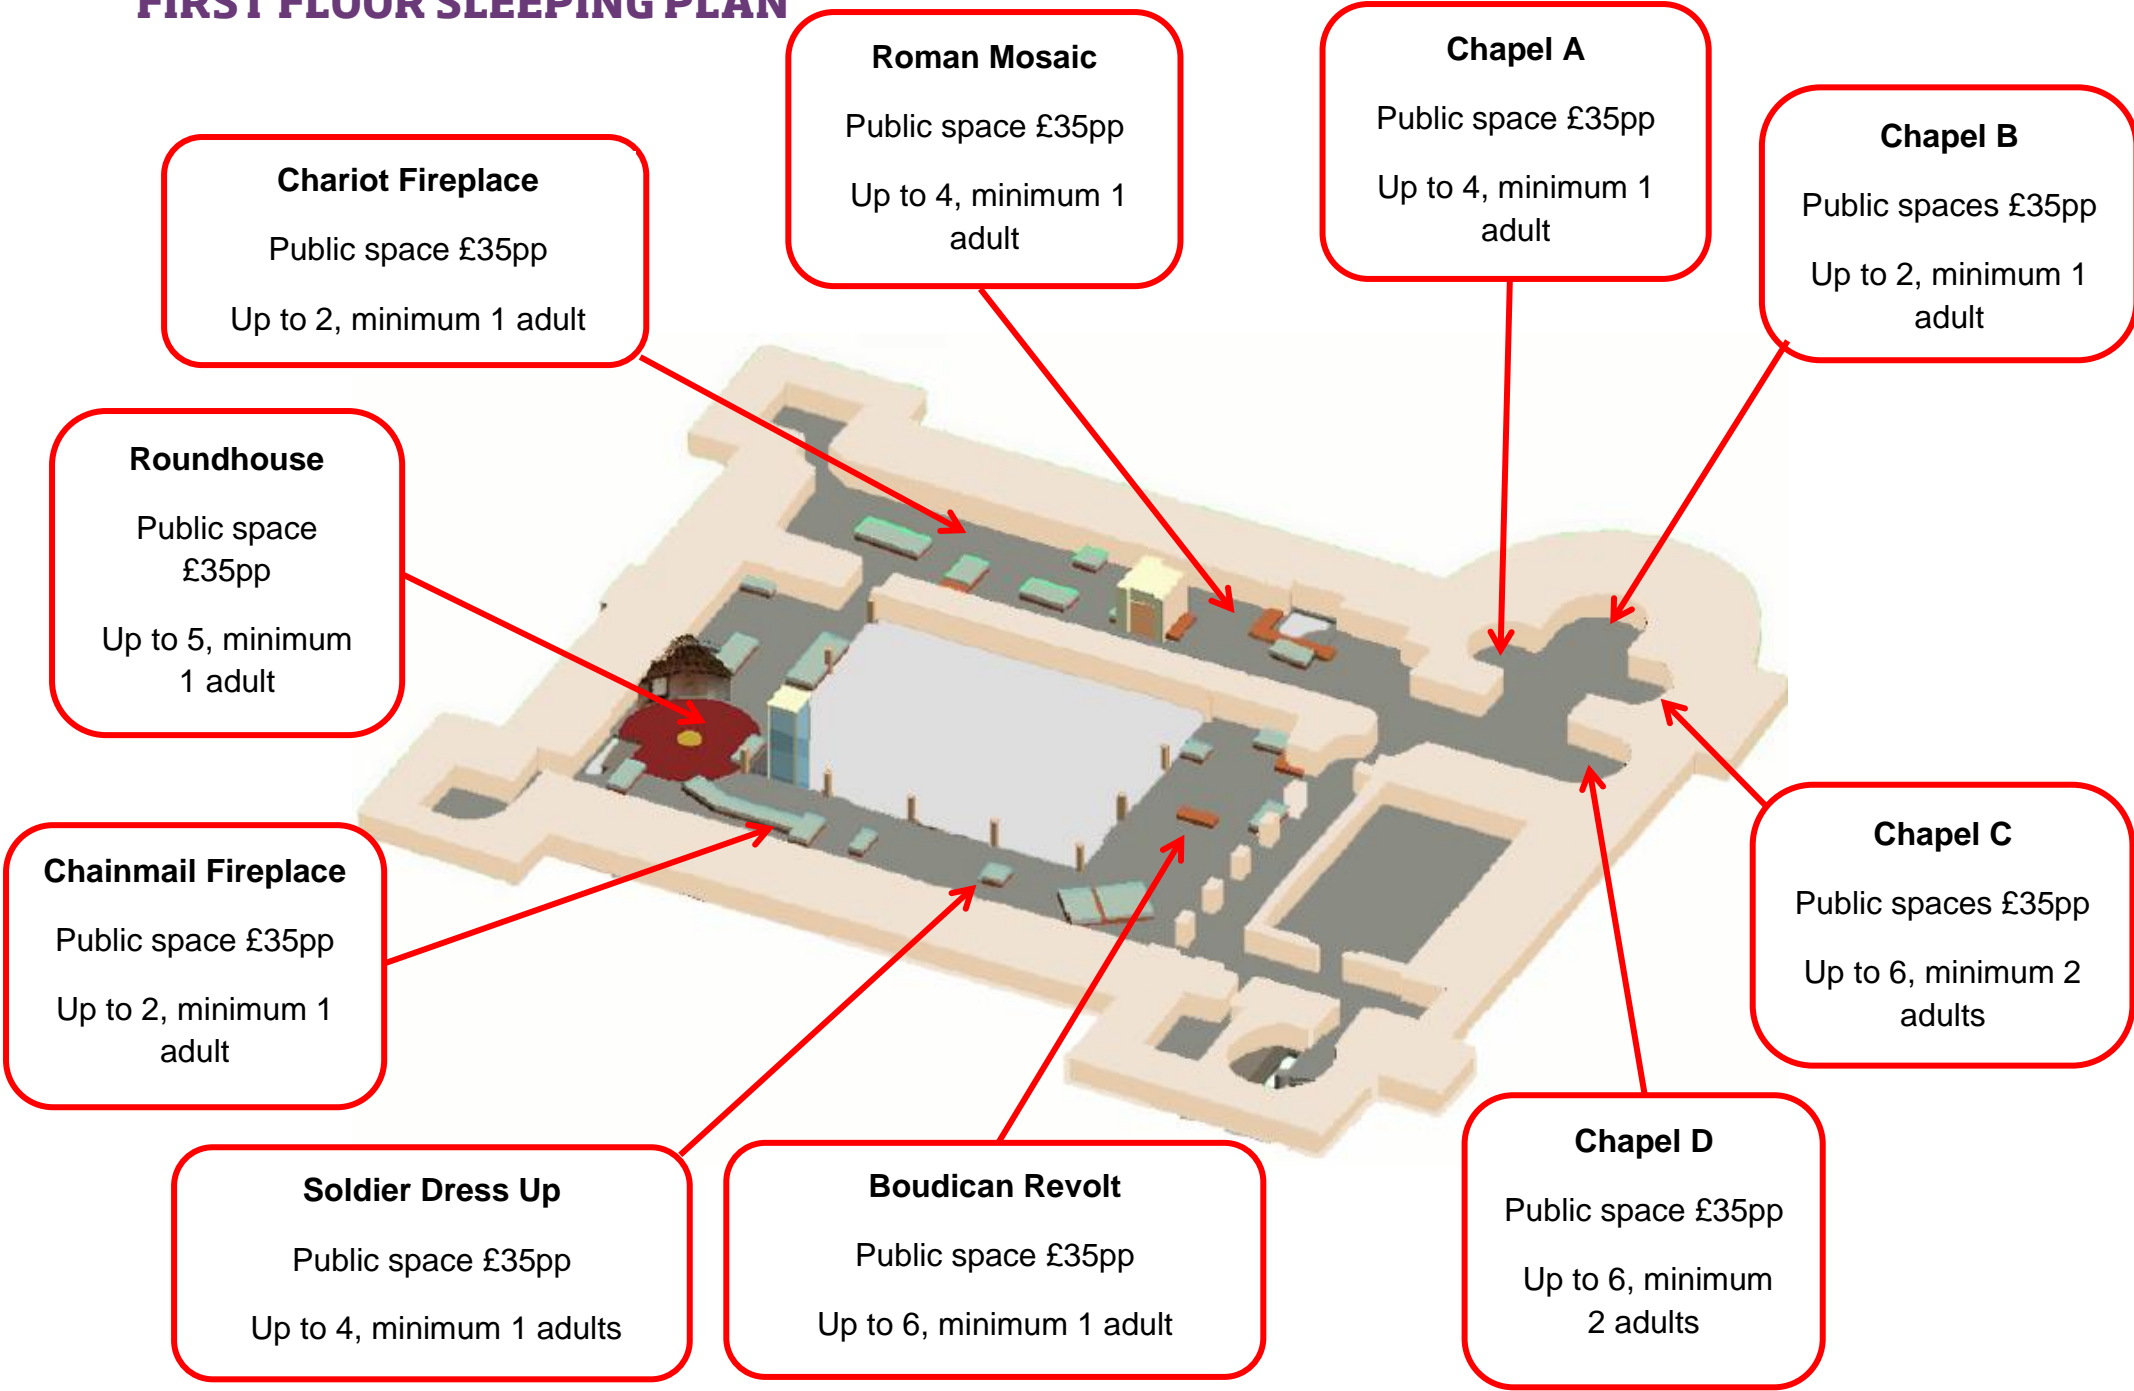 FIRST FLOOR SLEEPING PLAN
Roman Mosaic
Public space £35pp
Up to 4, minimum 1
adult
Chapel A
Public space £35pp
Up to 4, minimum 1
adult
Chapel B
Public spaces £35pp
Up to 2, minimum 1
adult
Chariot Fireplace
Public space £35pp
Up to 2, minimum 1 adult
Roundhouse
Public space
£35pp
Up to 5, minimum
1 adult
Chainmail Fireplace
Public space £35pp
Up to 2, minimum 1
adult
Chapel C
Public spaces £35pp
Up to 6, minimum 2
adults
Soldier Dress Up
Public space £35pp
Up to 4, minimum 1 adults
Boudican Revolt
Public space £35pp
Up to 6, minimum 1 adult
Chapel D
Public space £35pp
Up to 6, minimum
2 adults